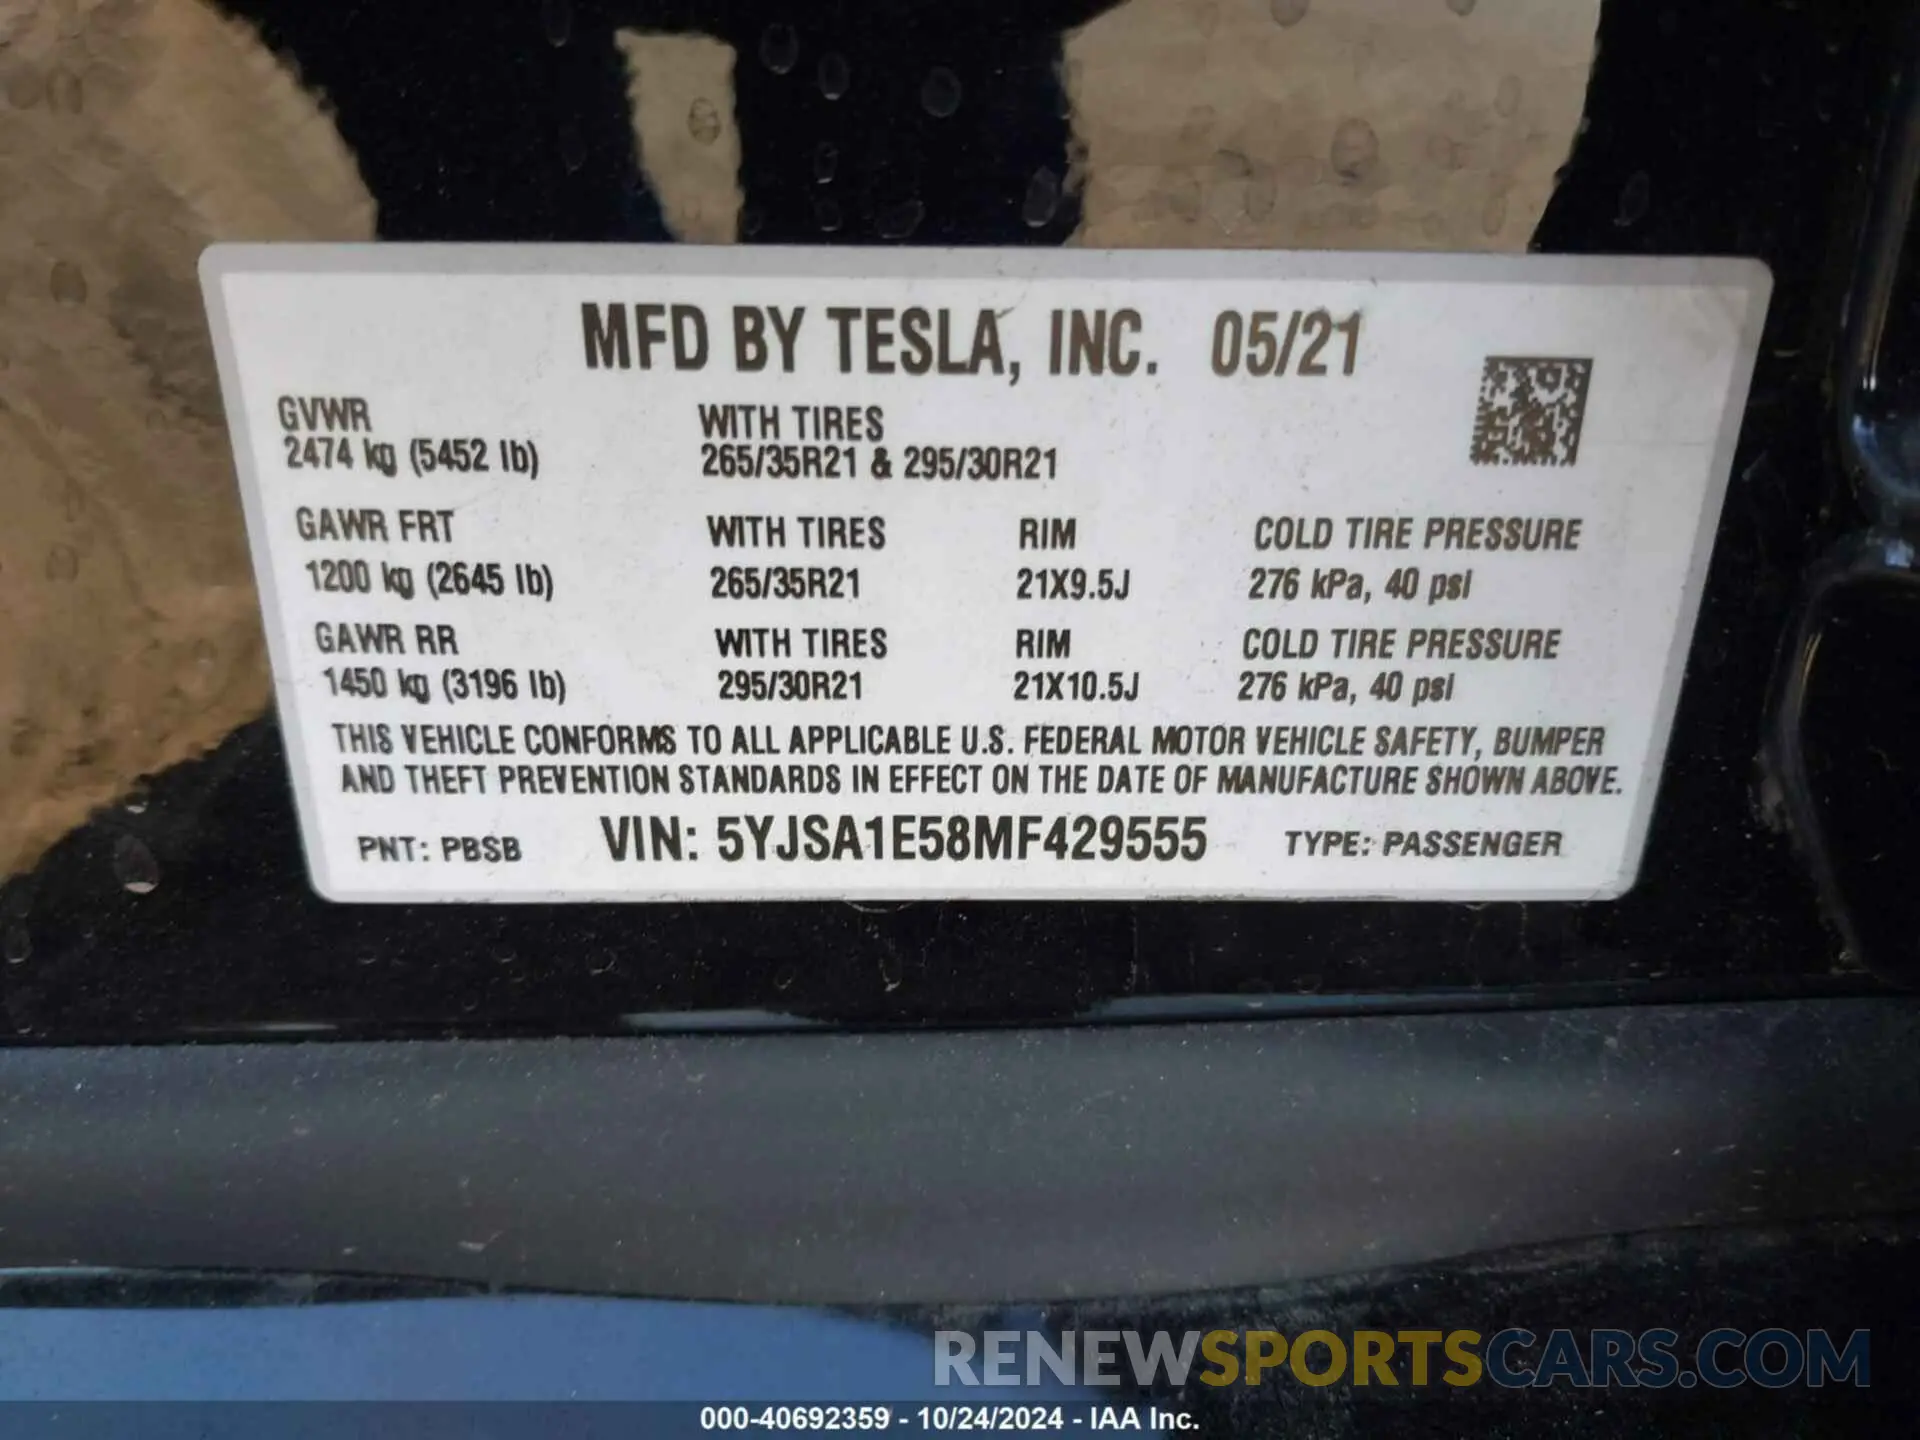 MFD BY TESLA, INC. 05/21
GVWR WITH TIRES
2474 kg (5452 lb) 265/35R21 & 295/30R21
GAWR FRT WITH TIRES RIM COLD TIRE PRESSURE
1200 kg (2645 lb) 265/35R21 21X9.5J 276 kPa, 40 psi
GAWR RR WITH TIRES RIM COLD TIRE PRESSURE
1450 kg (3196 lb) 295/30R21 21X10.5J 276 kPa, 40 psi
THIS VEHICLE CONFORMS TO ALL APPLICABLE U.S. FEDERAL MOTOR VEHICLE SAFETY, BUMPER
AND THEFT PREVENTION STANDARDS IN EFFECT ON THE DATE OF MANUFACTURE SHOWN ABOVE.
PNT: PBSB VIN: 5YJSA1E58MF429555 TYPE: PASSENGER
RENEWSPORTSCARS.COM
000-40692359 - 10/24/2024 - IAA Inc.